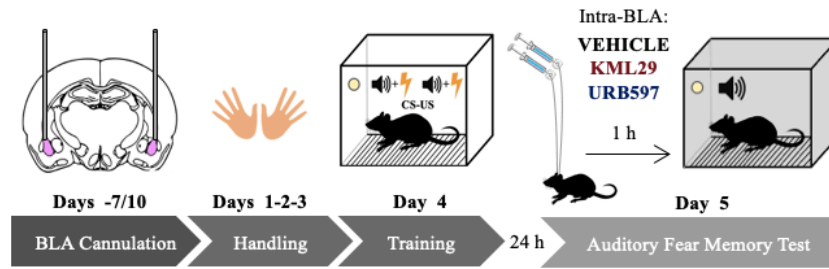 Intra-BLA:
VEHICLE
KML29
URB597
1 h
CS-US
Days -7/10
Days 1-2-3
Day 4
Day 5
BLA Cannulation
Handling
Training
24 h
Auditory Fear Memory Test